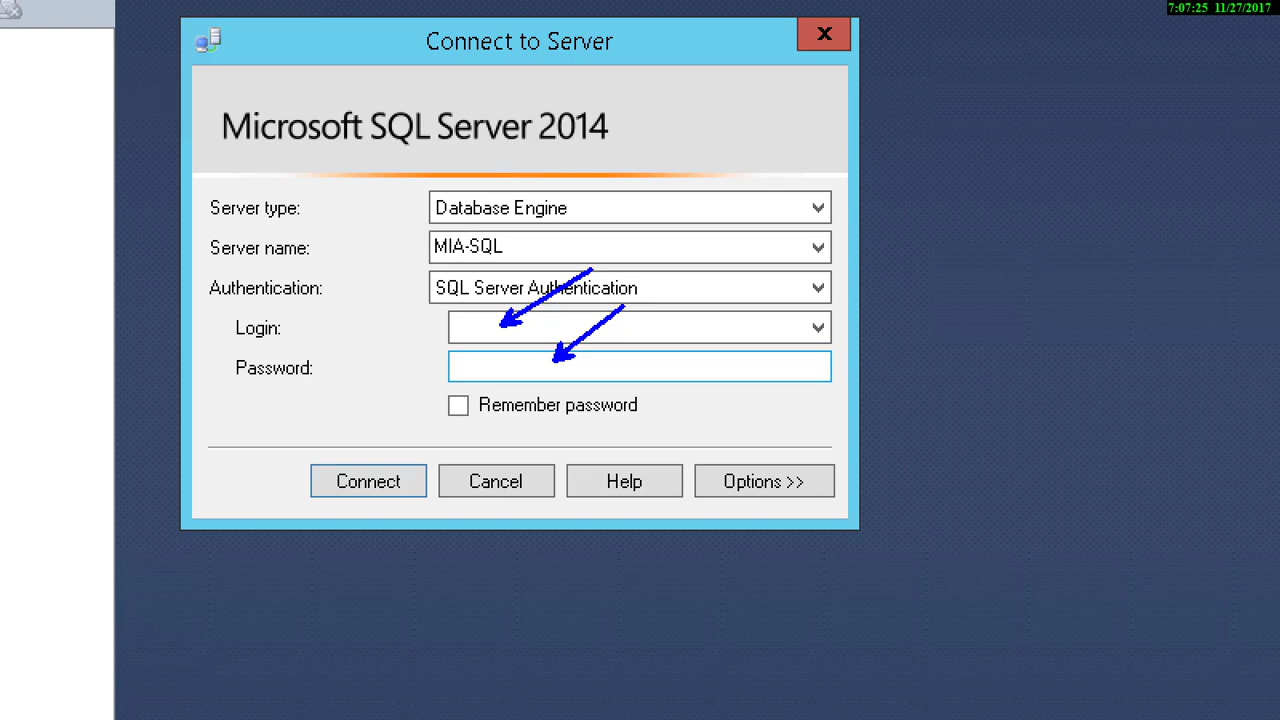 7:07:25 11/27/2017
Connect to Server
X
Microsoft SQL Server 2014
Server type: Database Engine
Server name: MIA-SQL
Authentication: SQL Server Authentication
Login:
Password:
Remember password
Connect Cancel Help Options >>